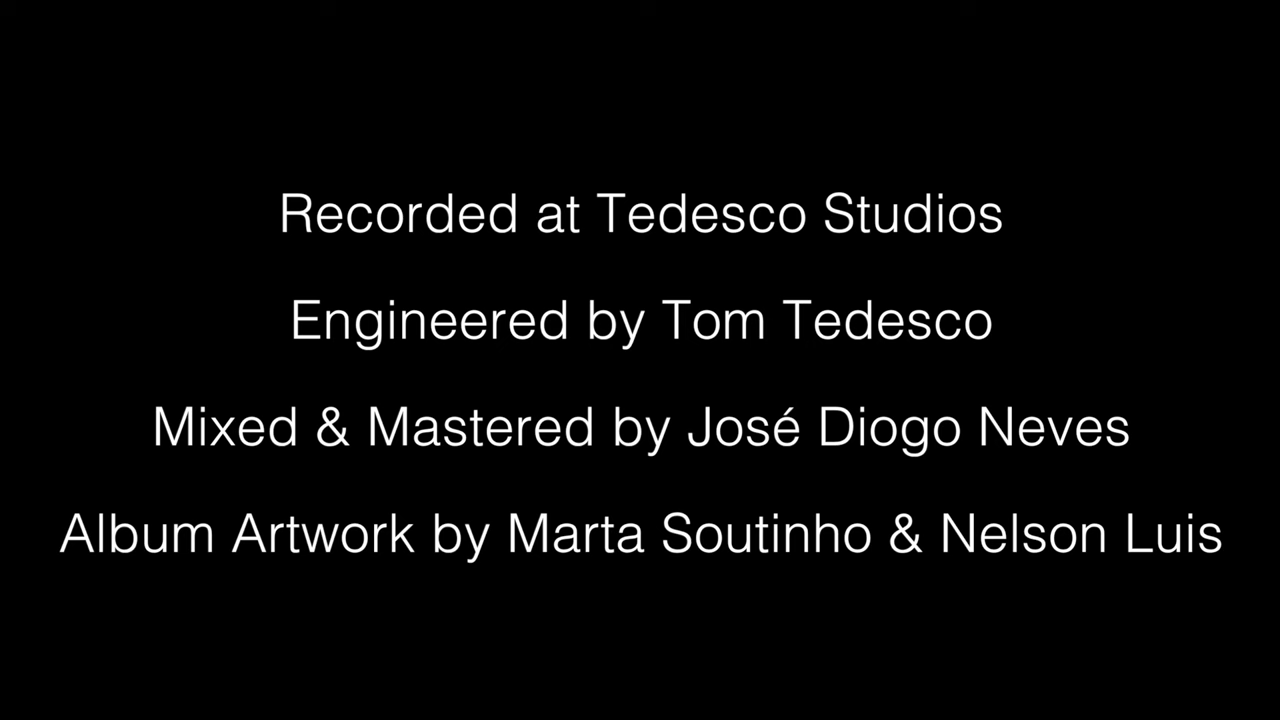 Recorded at Tedesco Studios
Engineered by Tom Tedesco
Mixed & Mastered by José Diogo Neves
Album Artwork by Marta Soutinho & Nelson Luis